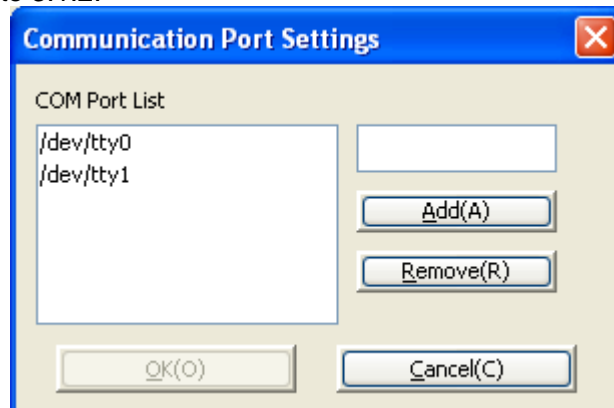 Communication Port Settings
COM Port List
/dev/tty0
/dev/tty1
Add(A)
Remove(R)
OK(O)
Cancel(C)